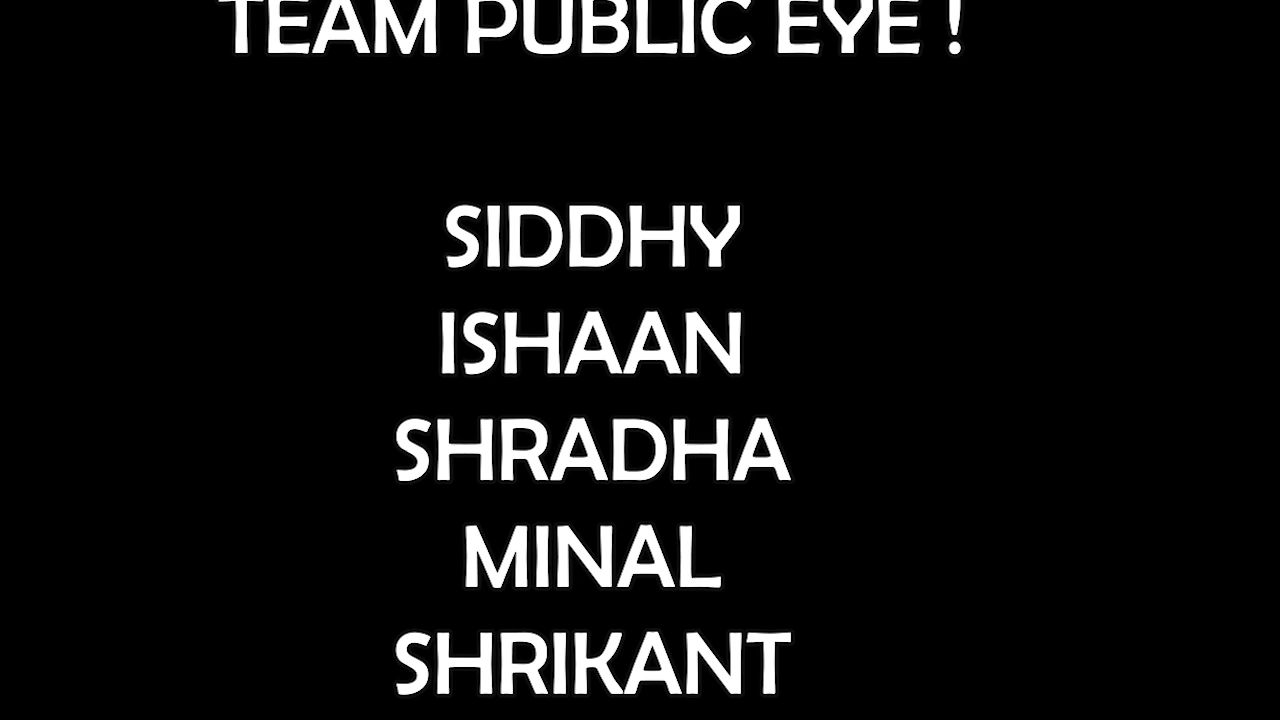 TEAM PUBLIC EYE !
SIDDHY
ISHAAN
SHRADHA
MINAL
SHRIKANT